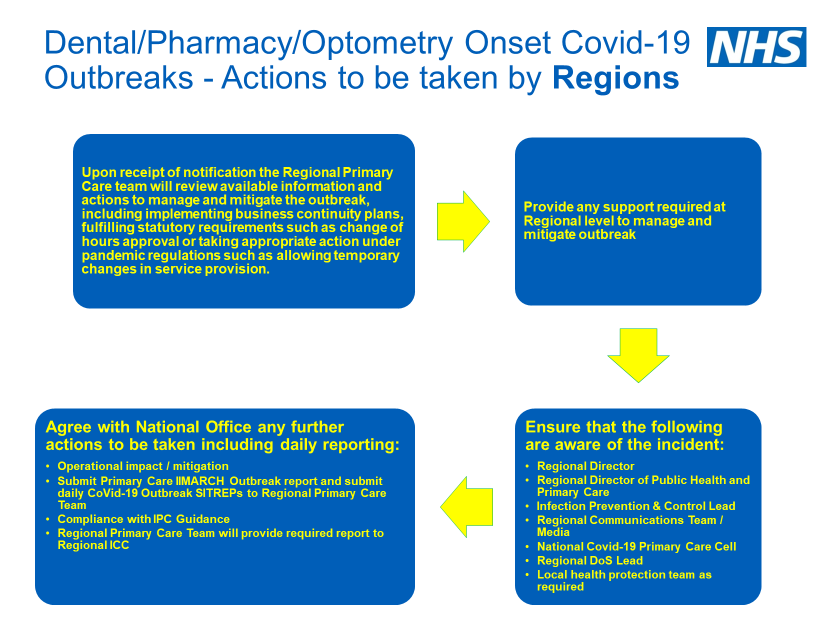 Dental/Pharmacy/Optometry Onset Covid-19
Outbreaks - Actions to be taken by Regions
NHS
Upon receipt of notification the Regional Primary
Care team will review available information and
actions to manage and mitigate the outbreak,
including implementing business continuity plans,
fulfilling statutory requirements such as change of
hours approval or taking appropriate action under
pandemic regulations such as allowing temporary
changes in service provision.
Provide any support required at
Regional level to manage and
mitigate outbreak
Ensure that the following
are aware of the incident:
• Regional Director
• Regional Director of Public Health and
Primary Care
• Infection Prevention & Control Lead
• Regional Communications Team /
Media
• National Covid-19 Primary Care Cell
• Regional DoS Lead
• Local health protection team as
required
Agree with National Office any further
actions to be taken including daily reporting:
• Operational impact / mitigation
• Submit Primary Care IIMARCH Outbreak report and submit
daily CoVid-19 Outbreak SITREPs to Regional Primary Care
Team
• Compliance with IPC Guidance
• Regional Primary Care Team will provide required report to
Regional ICC